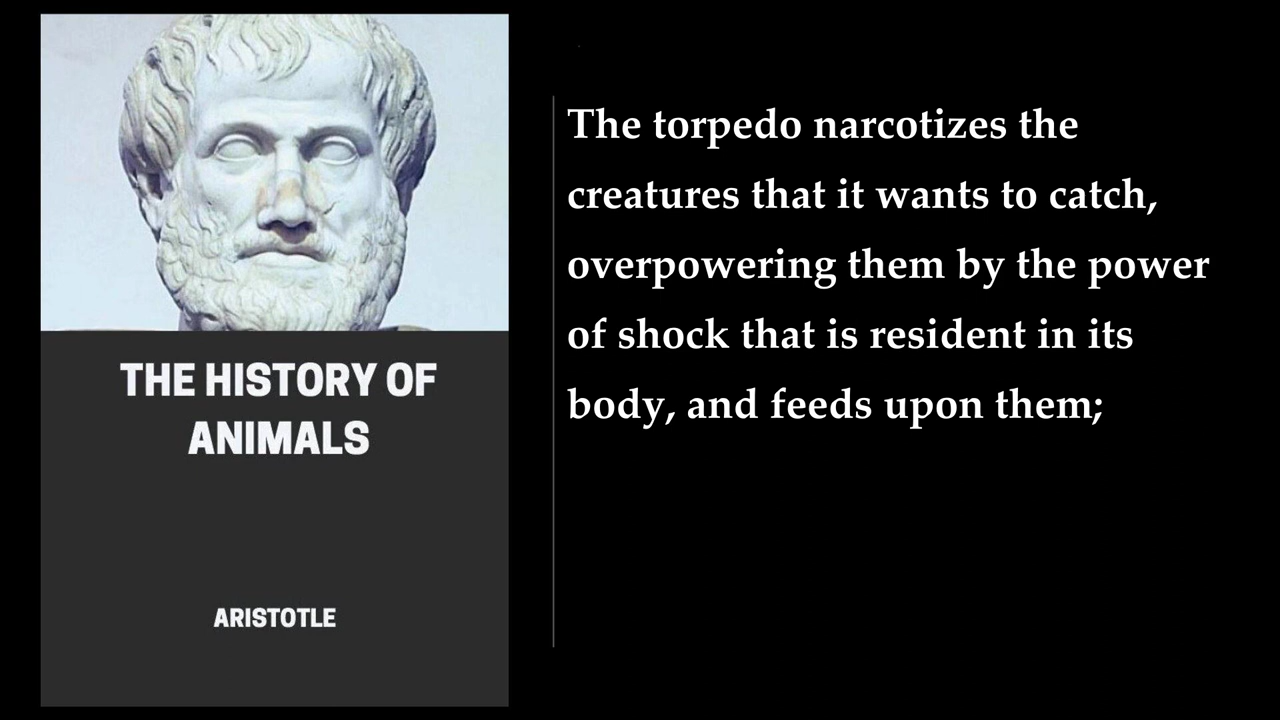 THE HISTORY OF
ANIMALS
ARISTOTLE
The torpedo narcotizes the
creatures that it wants to catch,
overpowering them by the power
of shock that is resident in its
body, and feeds upon them;